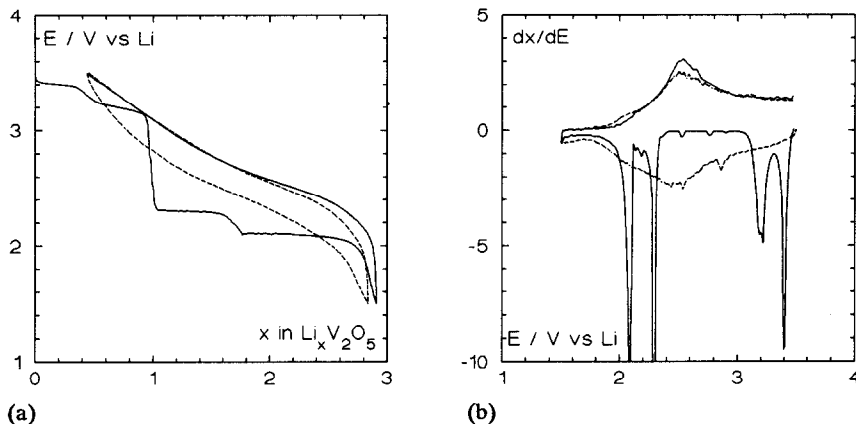 4
E / V vs Li
3
2
x in LiₓV₂O₅
1
0 1 2 3
(a)
5
dx/dE
0
-5
E / V vs Li
-10
1 2 3 4
(b)